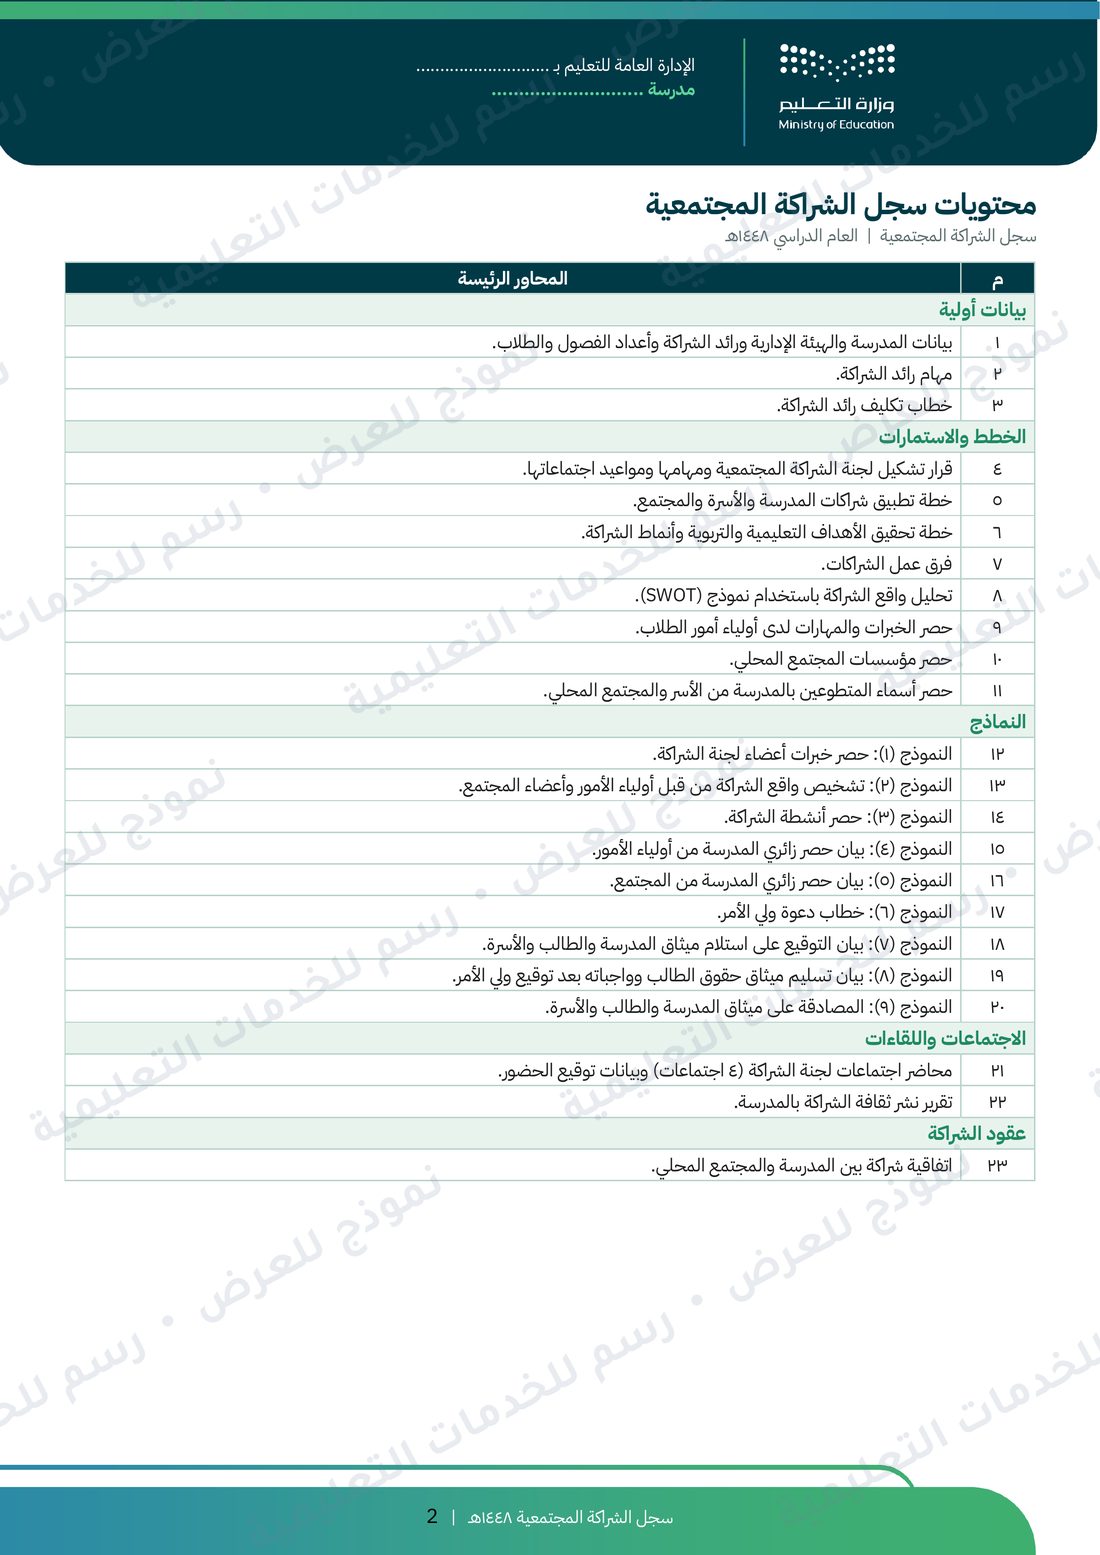 وزارة التعليم
Ministry of Education
الإدارة العامة للتعليم بـ ............................
مدرسة ............................
محتويات سجل الشراكة المجتمعية
سجل الشراكة المجتمعية | العام الدراسي ١٤٤٨هـ
م المحاور الرئيسة
بيانات أولية
١ بيانات المدرسة والهيئة الإدارية ورائد الشراكة وأعداد الفصول والطلاب.
٢ مهام رائد الشراكة.
٣ خطاب تكليف رائد الشراكة.
الخطط والاستمارات
٤ قرار تشكيل لجنة الشراكة المجتمعية ومهامها ومواعيد اجتماعاتها.
٥ خطة تطبيق شراكات المدرسة والأسرة والمجتمع.
٦ خطة تحقيق الأهداف التعليمية والتربوية وأنماط الشراكة.
٧ فرق عمل الشراكات.
٨ تحليل واقع الشراكة باستخدام نموذج (SWOT).
٩ حصر الخبرات والمهارات لدى أولياء أمور الطلاب.
١٠ حصر مؤسسات المجتمع المحلي.
١١ حصر أسماء المتطوعين بالمدرسة من الأسر والمجتمع المحلي.
النماذج
١٢ النموذج (١): حصر خبرات أعضاء لجنة الشراكة.
١٣ النموذج (٢): تشخيص واقع الشراكة من قبل أولياء الأمور وأعضاء المجتمع.
١٤ النموذج (٣): حصر أنشطة الشراكة.
١٥ النموذج (٤): بيان حصر زائري المدرسة من أولياء الأمور.
١٦ النموذج (٥): بيان حصر زائري المدرسة من المجتمع.
١٧ النموذج (٦): خطاب دعوة ولي الأمر.
١٨ النموذج (٧): بيان التوقيع على استلام ميثاق المدرسة والطالب والأسرة.
١٩ النموذج (٨): بيان تسليم ميثاق حقوق الطالب وواجباته بعد توقيع ولي الأمر.
٢٠ النموذج (٩): المصادقة على ميثاق المدرسة والطالب والأسرة.
الاجتماعات واللقاءات
٢١ محاضر اجتماعات لجنة الشراكة (٤ اجتماعات) وبيانات توقيع الحضور.
٢٢ تقرير نشر ثقافة الشراكة بالمدرسة.
عقود الشراكة
٢٣ اتفاقية شراكة بين المدرسة والمجتمع المحلي.
سجل الشراكة المجتمعية ١٤٤٨هـ | 2
نموذج للعرض • رسم للخدمات التعليمية